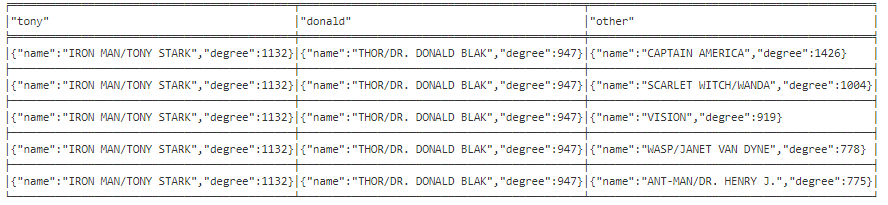 "tony" "donald" "other"
{"name":"IRON MAN/TONY STARK","degree":1132} {"name":"THOR/DR. DONALD BLAK","degree":947} {"name":"CAPTAIN AMERICA","degree":1426}
{"name":"IRON MAN/TONY STARK","degree":1132} {"name":"THOR/DR. DONALD BLAK","degree":947} {"name":"SCARLET WITCH/WANDA","degree":1004}
{"name":"IRON MAN/TONY STARK","degree":1132} {"name":"THOR/DR. DONALD BLAK","degree":947} {"name":"VISION","degree":919}
{"name":"IRON MAN/TONY STARK","degree":1132} {"name":"THOR/DR. DONALD BLAK","degree":947} {"name":"WASP/JANET VAN DYNE","degree":778}
{"name":"IRON MAN/TONY STARK","degree":1132} {"name":"THOR/DR. DONALD BLAK","degree":947} {"name":"ANT-MAN/DR. HENRY J.","degree":775}